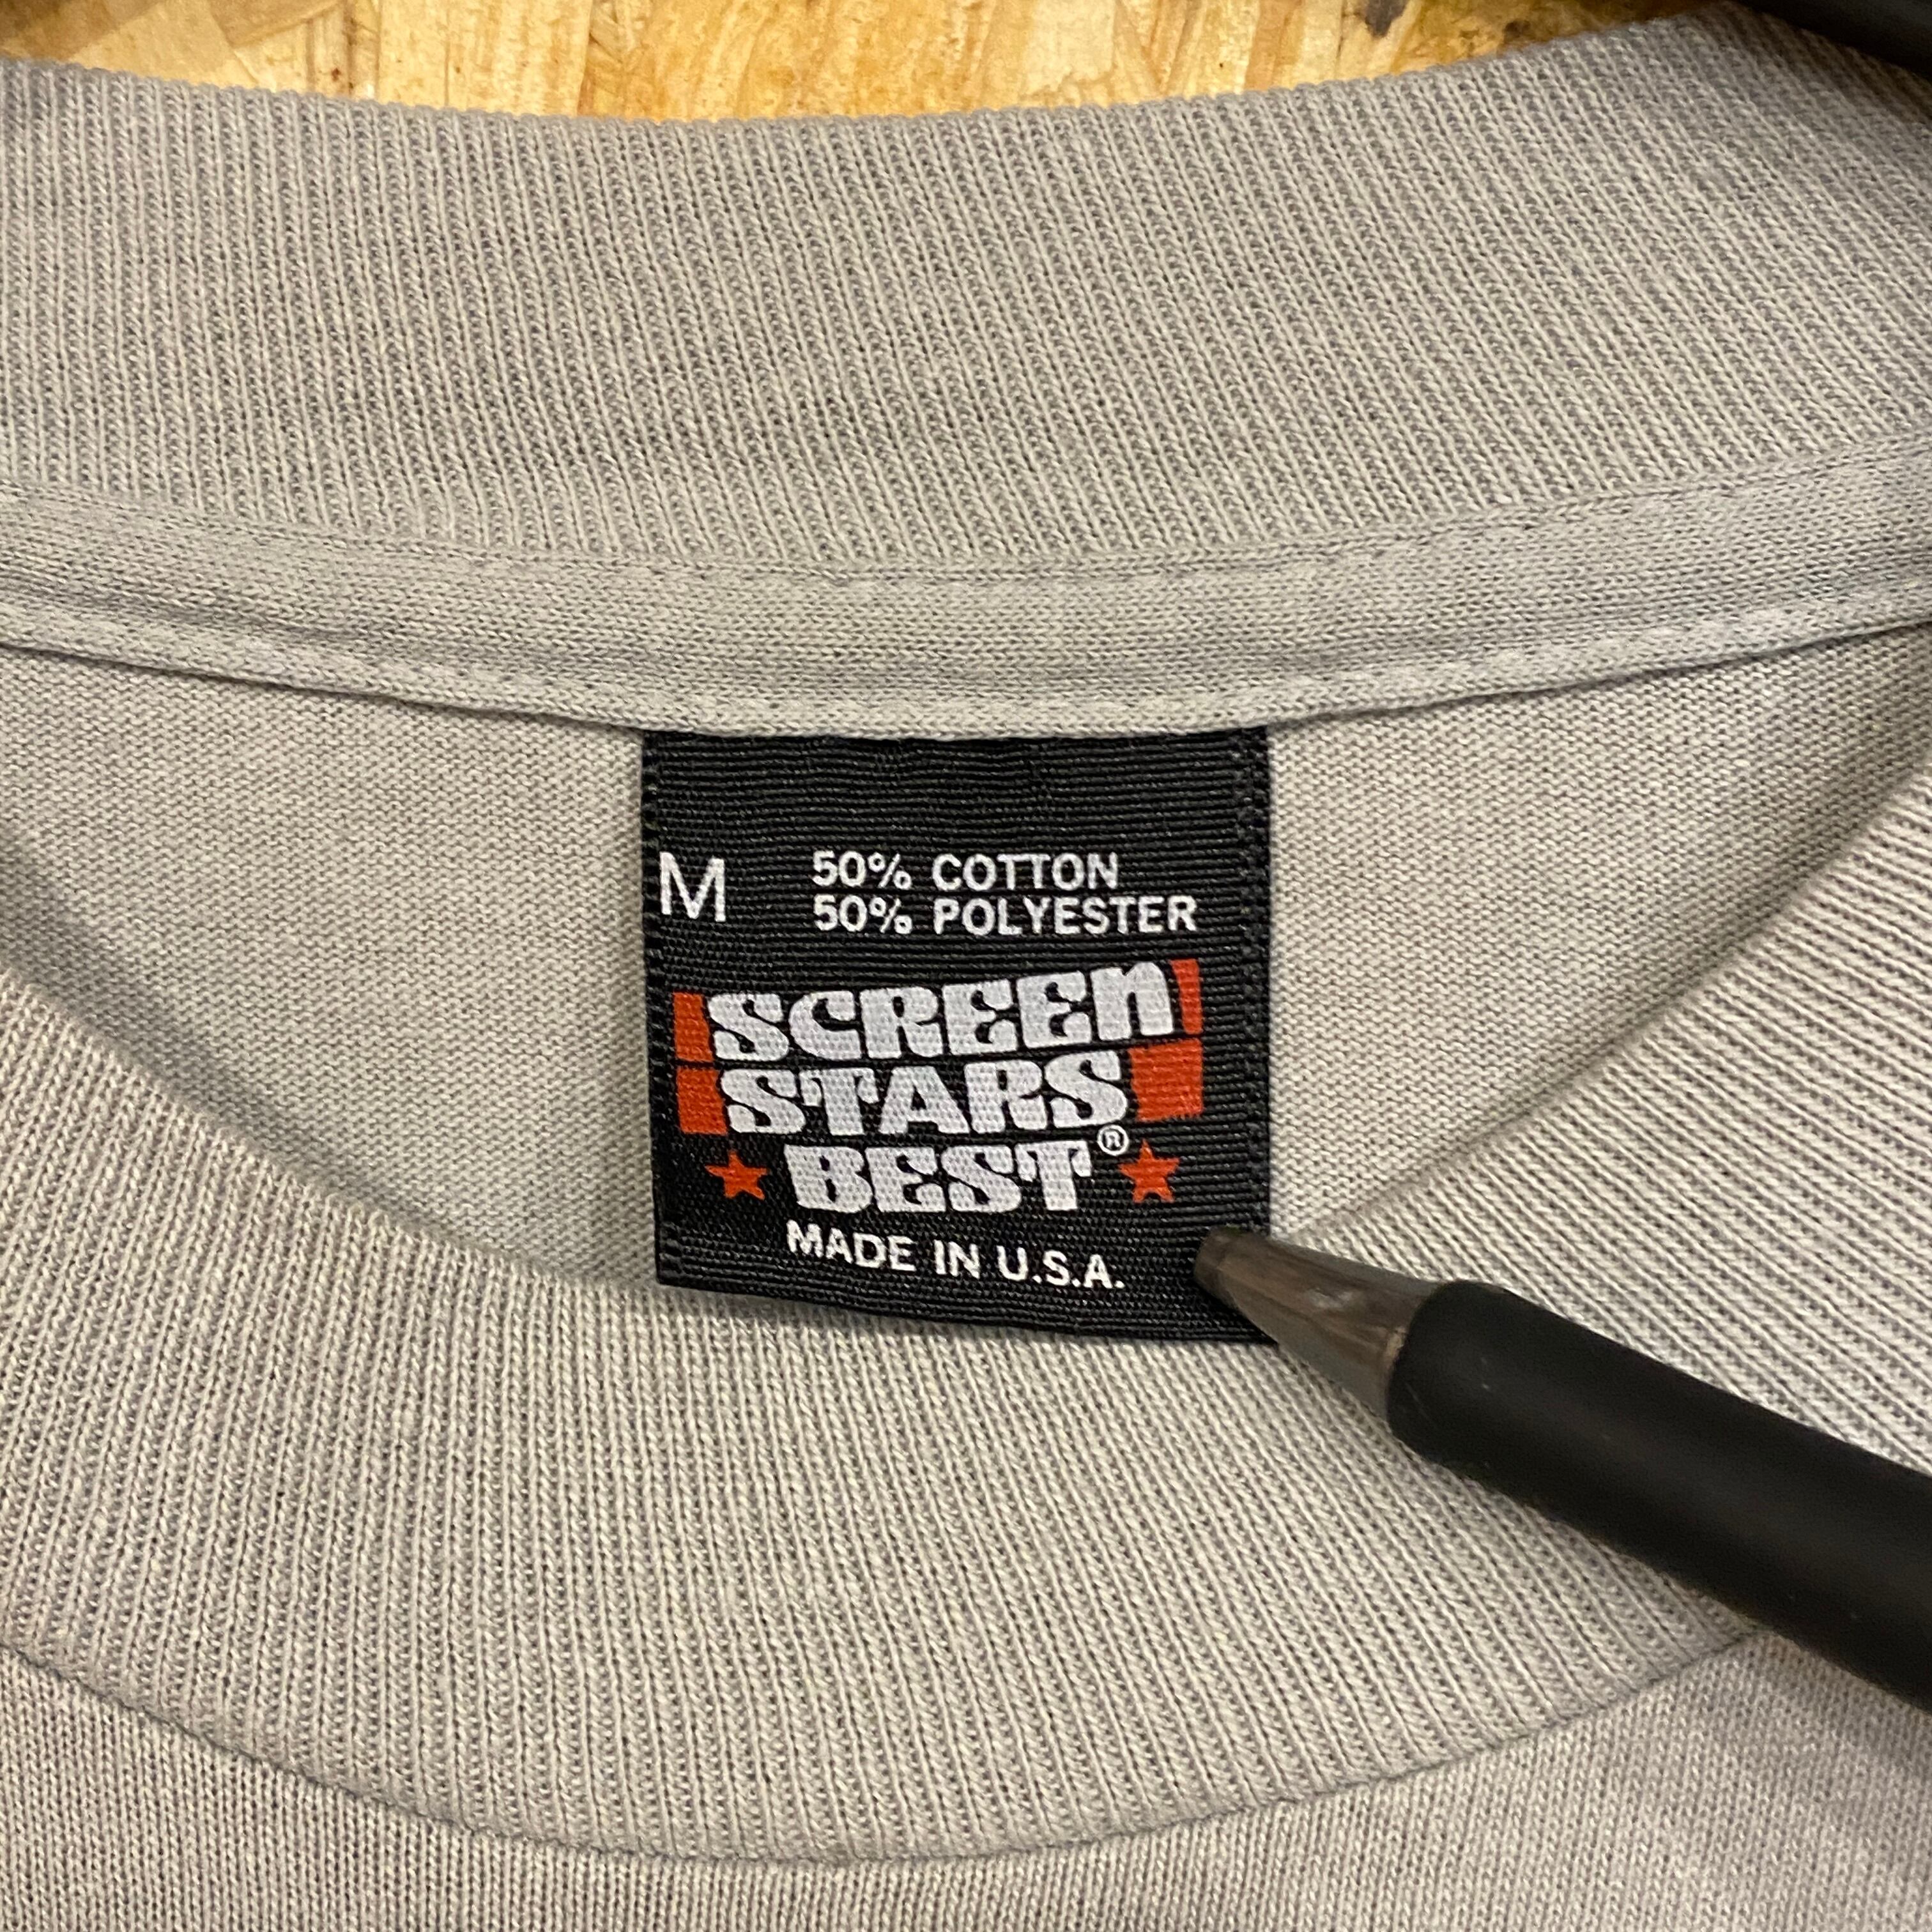 M 50% COTTON
50% POLYESTER
SCREEn
STARS
BEST®
MADE IN U.S.A.